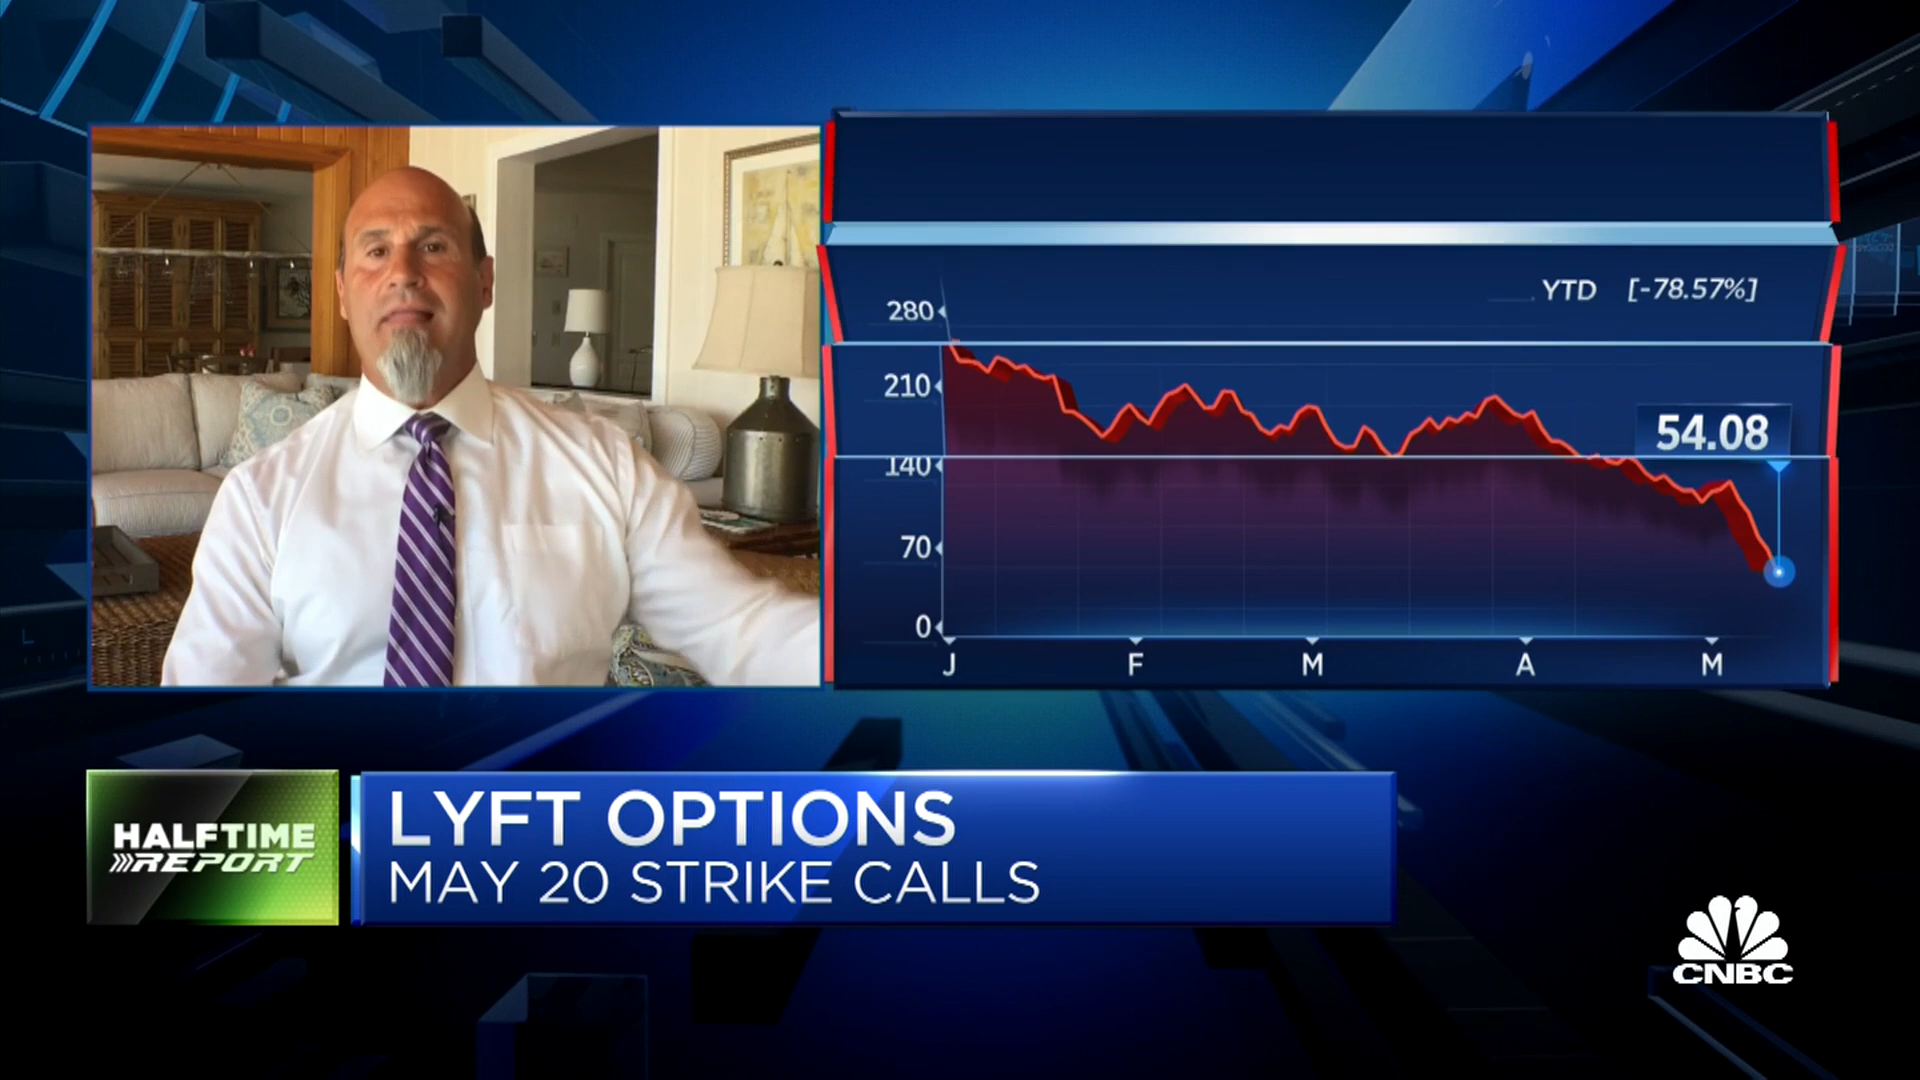 YTD [-78.57%]
280
210
140
70
0
54.08
J F M A M
HALFTIME
REPORT
LYFT OPTIONS
MAY 20 STRIKE CALLS
CNBC